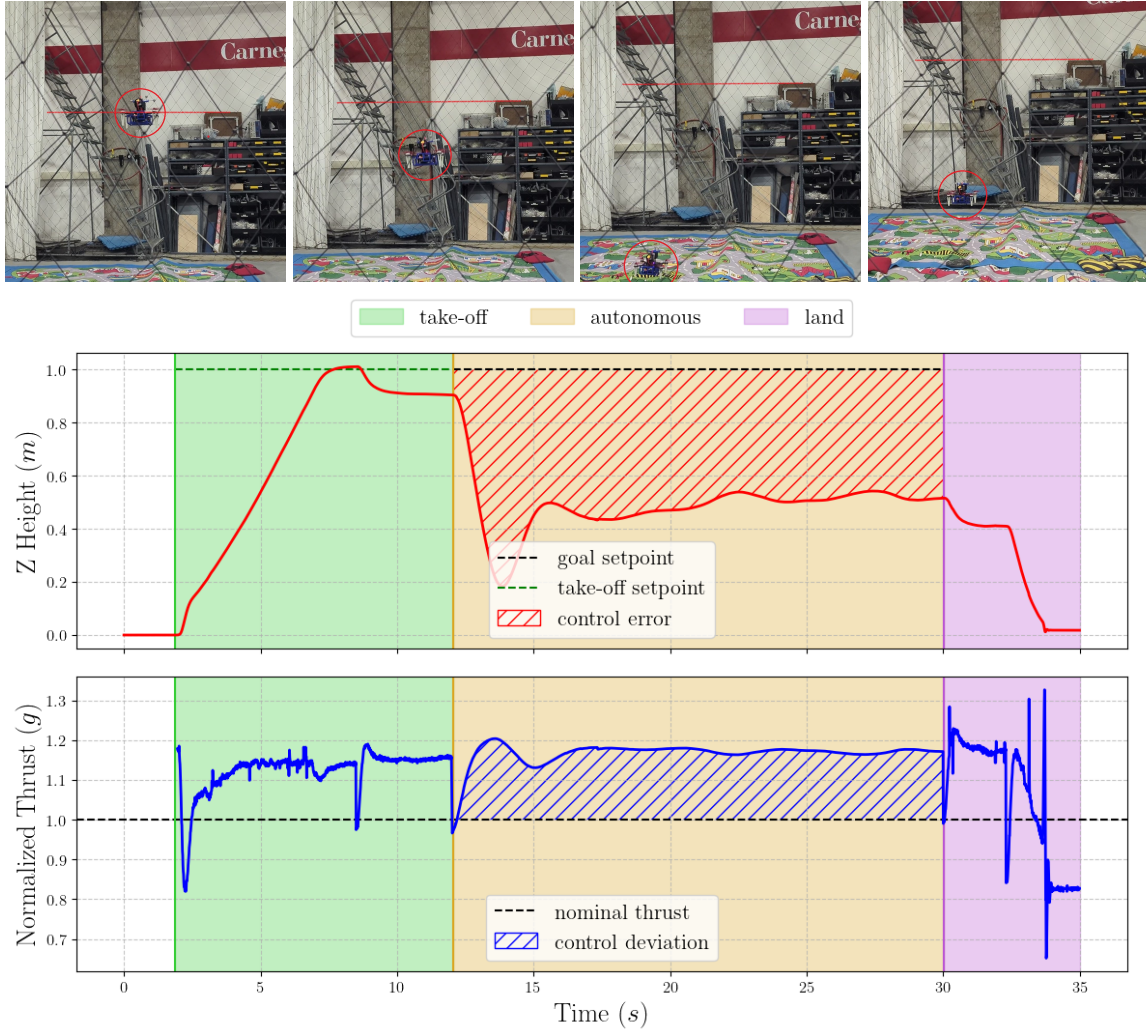 Carneg
Carne
Carne
Carne
take-off
autonomous
land
Z Height (m)
1.0
0.8
0.6
0.4
0.2
0.0
goal setpoint
take-off setpoint
control error
Normalized Thrust (g)
1.3
1.2
1.1
1.0
0.9
0.8
0.7
nominal thrust
control deviation
0
5
10
15
20
25
30
35
Time (s)